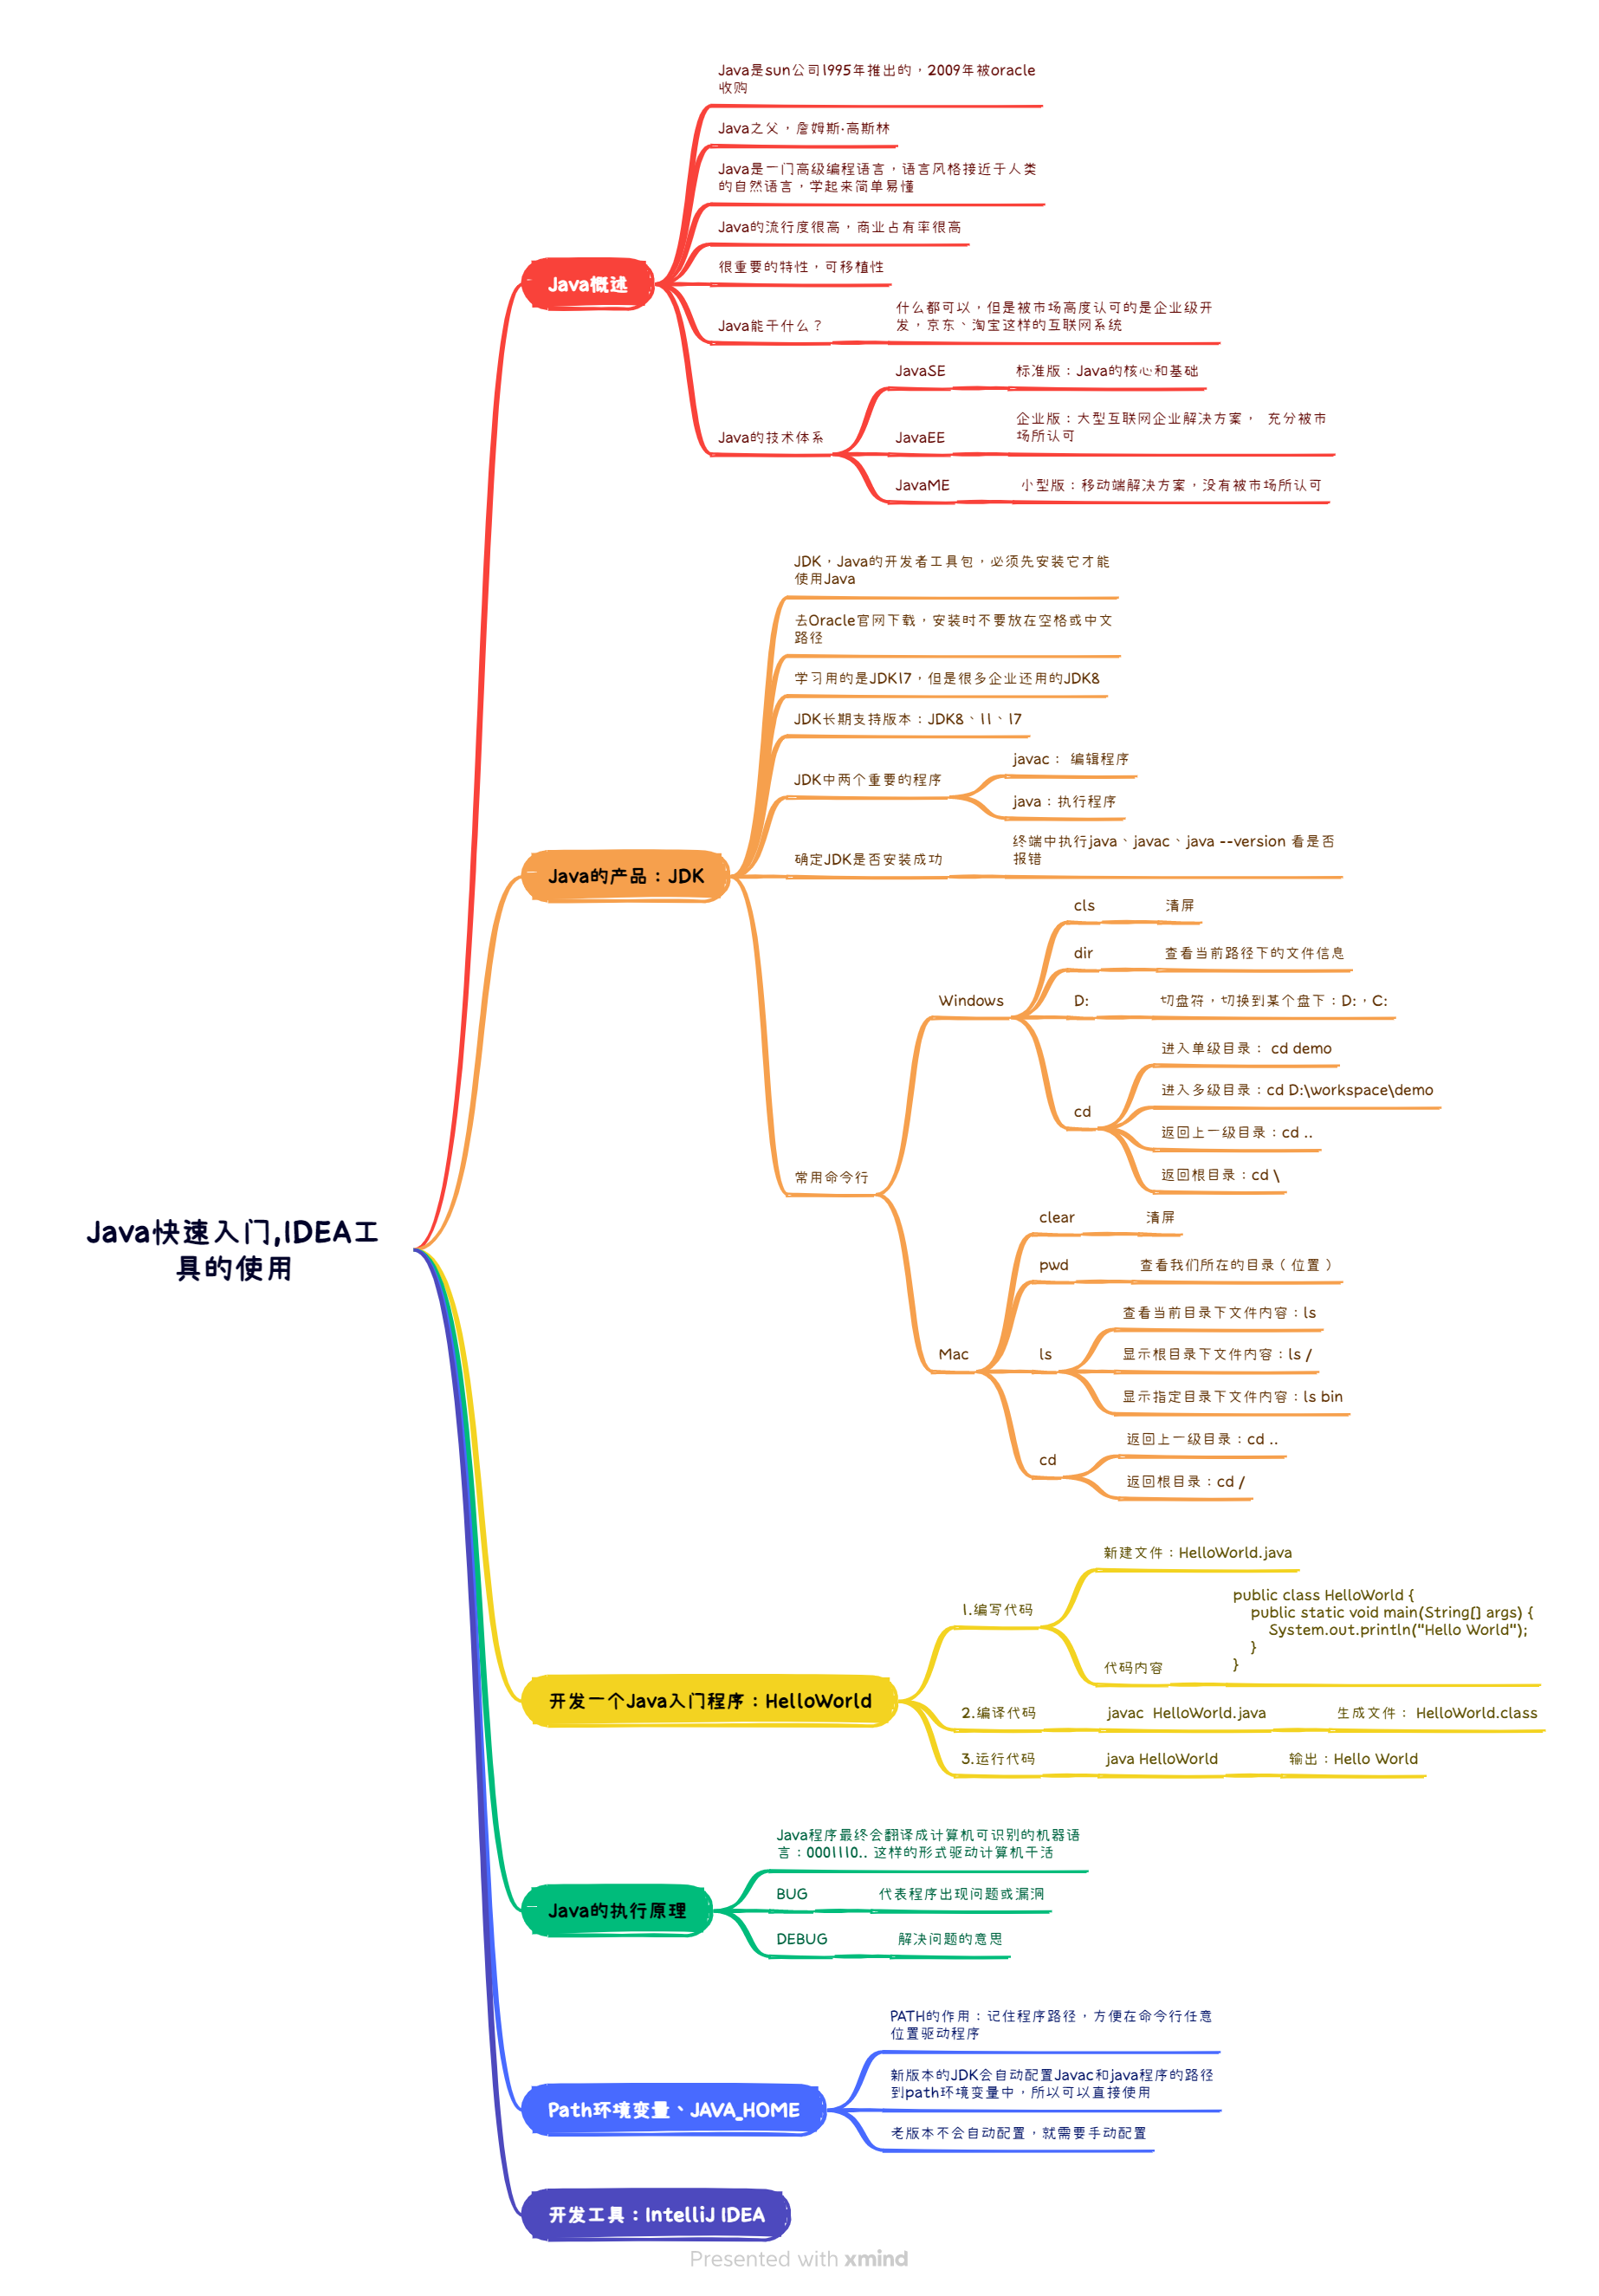 Java快速入门,IDEA工
具的使用
Java概述
Java是sun公司1995年推出的，2009年被oracle
收购
Java之父，詹姆斯·高斯林
Java是一门高级编程语言，语言风格接近于人类
的自然语言，学起来简单易懂
Java的流行度很高，商业占有率很高
很重要的特性，可移植性
Java能干什么？
什么都可以，但是被市场高度认可的是企业级开
发，京东、淘宝这样的互联网系统
Java的技术体系
JavaSE
标准版：Java的核心和基础
JavaEE
企业版：大型互联网企业解决方案， 充分被市
场所认可
JavaME
小型版：移动端解决方案，没有被市场所认可
Java的产品：JDK
JDK，Java的开发者工具包，必须先安装它才能
使用Java
去Oracle官网下载，安装时不要放在空格或中文
路径
学习用的是JDK17，但是很多企业还用的JDK8
JDK长期支持版本：JDK8、11、17
JDK中两个重要的程序
javac： 编辑程序
java：执行程序
确定JDK是否安装成功
终端中执行java、javac、java --version 看是否
报错
常用命令行
Windows
cls
清屏
dir
查看当前路径下的文件信息
D:
切盘符，切换到某个盘下：D:，C:
cd
进入单级目录： cd demo
进入多级目录：cd D:\workspace\demo
返回上一级目录：cd ..
返回根目录：cd \
Mac
clear
清屏
pwd
查看我们所在的目录（位置）
ls
查看当前目录下文件内容：ls
显示根目录下文件内容：ls /
显示指定目录下文件内容：ls bin
cd
返回上一级目录：cd ..
返回根目录：cd /
开发一个Java入门程序：HelloWorld
1.编写代码
新建文件：HelloWorld.java
代码内容
public class HelloWorld {
    public static void main(String[] args) {
        System.out.println("Hello World");
    }
}
2.编译代码
javac  HelloWorld.java
生成文件： HelloWorld.class
3.运行代码
java HelloWorld
输出：Hello World
Java的执行原理
Java程序最终会翻译成计算机可识别的机器语
言：0001110.. 这样的形式驱动计算机干活
BUG
代表程序出现问题或漏洞
DEBUG
解决问题的意思
Path环境变量、JAVA_HOME
PATH的作用：记住程序路径，方便在命令行任意
位置驱动程序
新版本的JDK会自动配置Javac和java程序的路径
到path环境变量中，所以可以直接使用
老版本不会自动配置，就需要手动配置
开发工具：IntelliJ IDEA
Presented with xmind